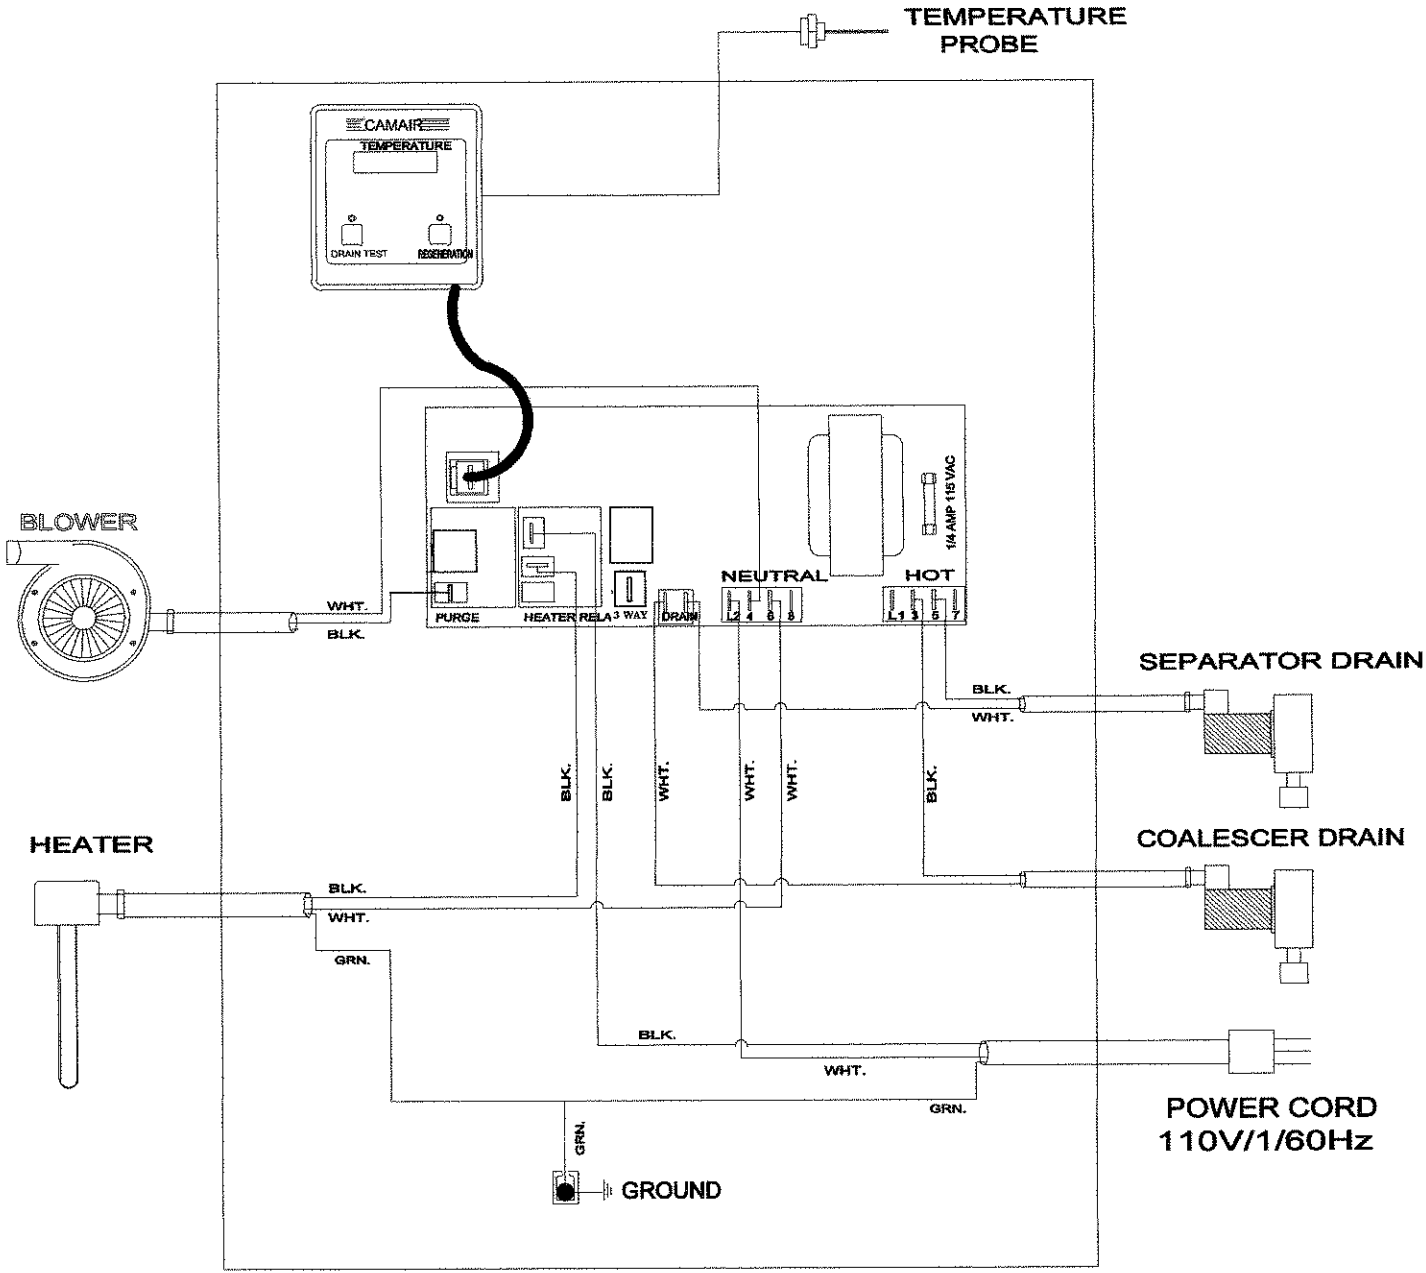 TEMPERATURE
PROBE
CAMAIR
TEMPERATURE
DRAIN TEST
REGENERATION
BLOWER
1/4 AMP 115 VAC
NEUTRAL
HOT
WHT.
BLK.
PURGE
HEATER RELA
3 WAY
DRAIN
L2 4 6 8
L1 3 5 7
SEPARATOR DRAIN
BLK.
WHT.
BLK.
BLK.
WHT.
WHT.
WHT.
BLK.
HEATER
COALESCER DRAIN
BLK.
WHT.
GRN.
BLK.
WHT.
GRN.
GRN.
POWER CORD
110V/1/60Hz
GROUND